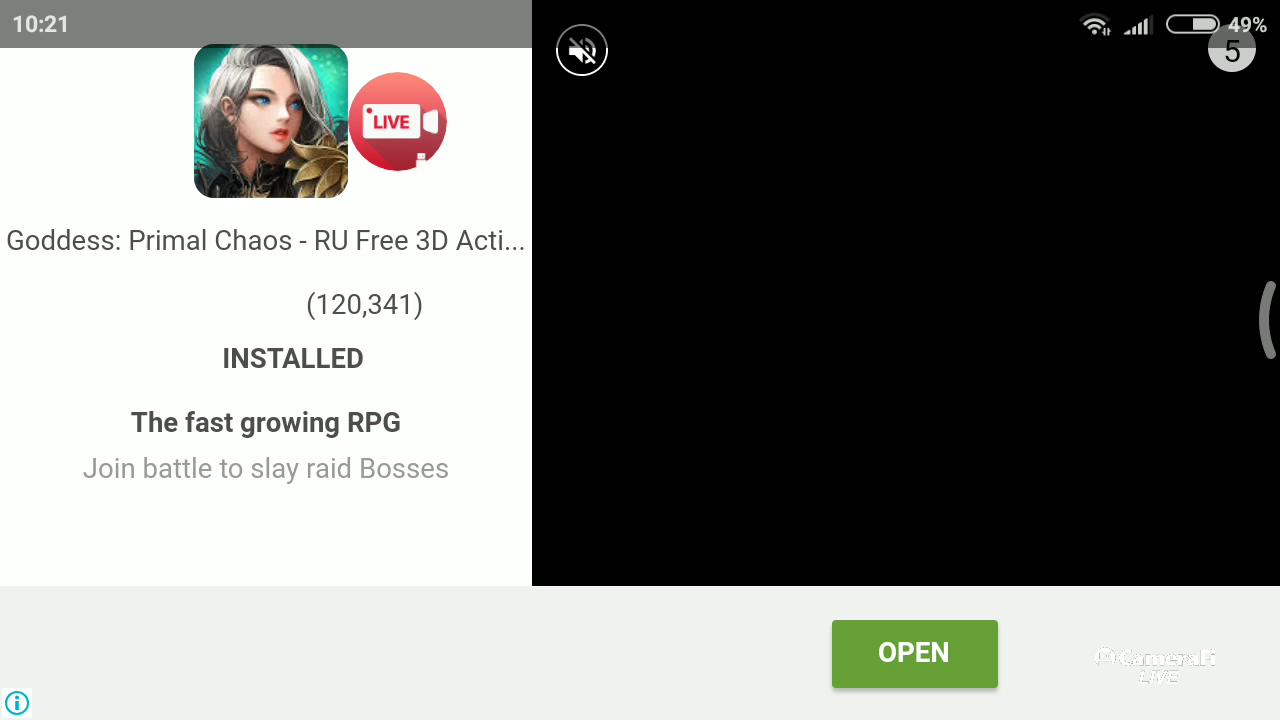 10:21
49%
5
LIVE
Goddess: Primal Chaos - RU Free 3D Acti...
(120,341)
INSTALLED
The fast growing RPG
Join battle to slay raid Bosses
OPEN
CameraFi
LIVE